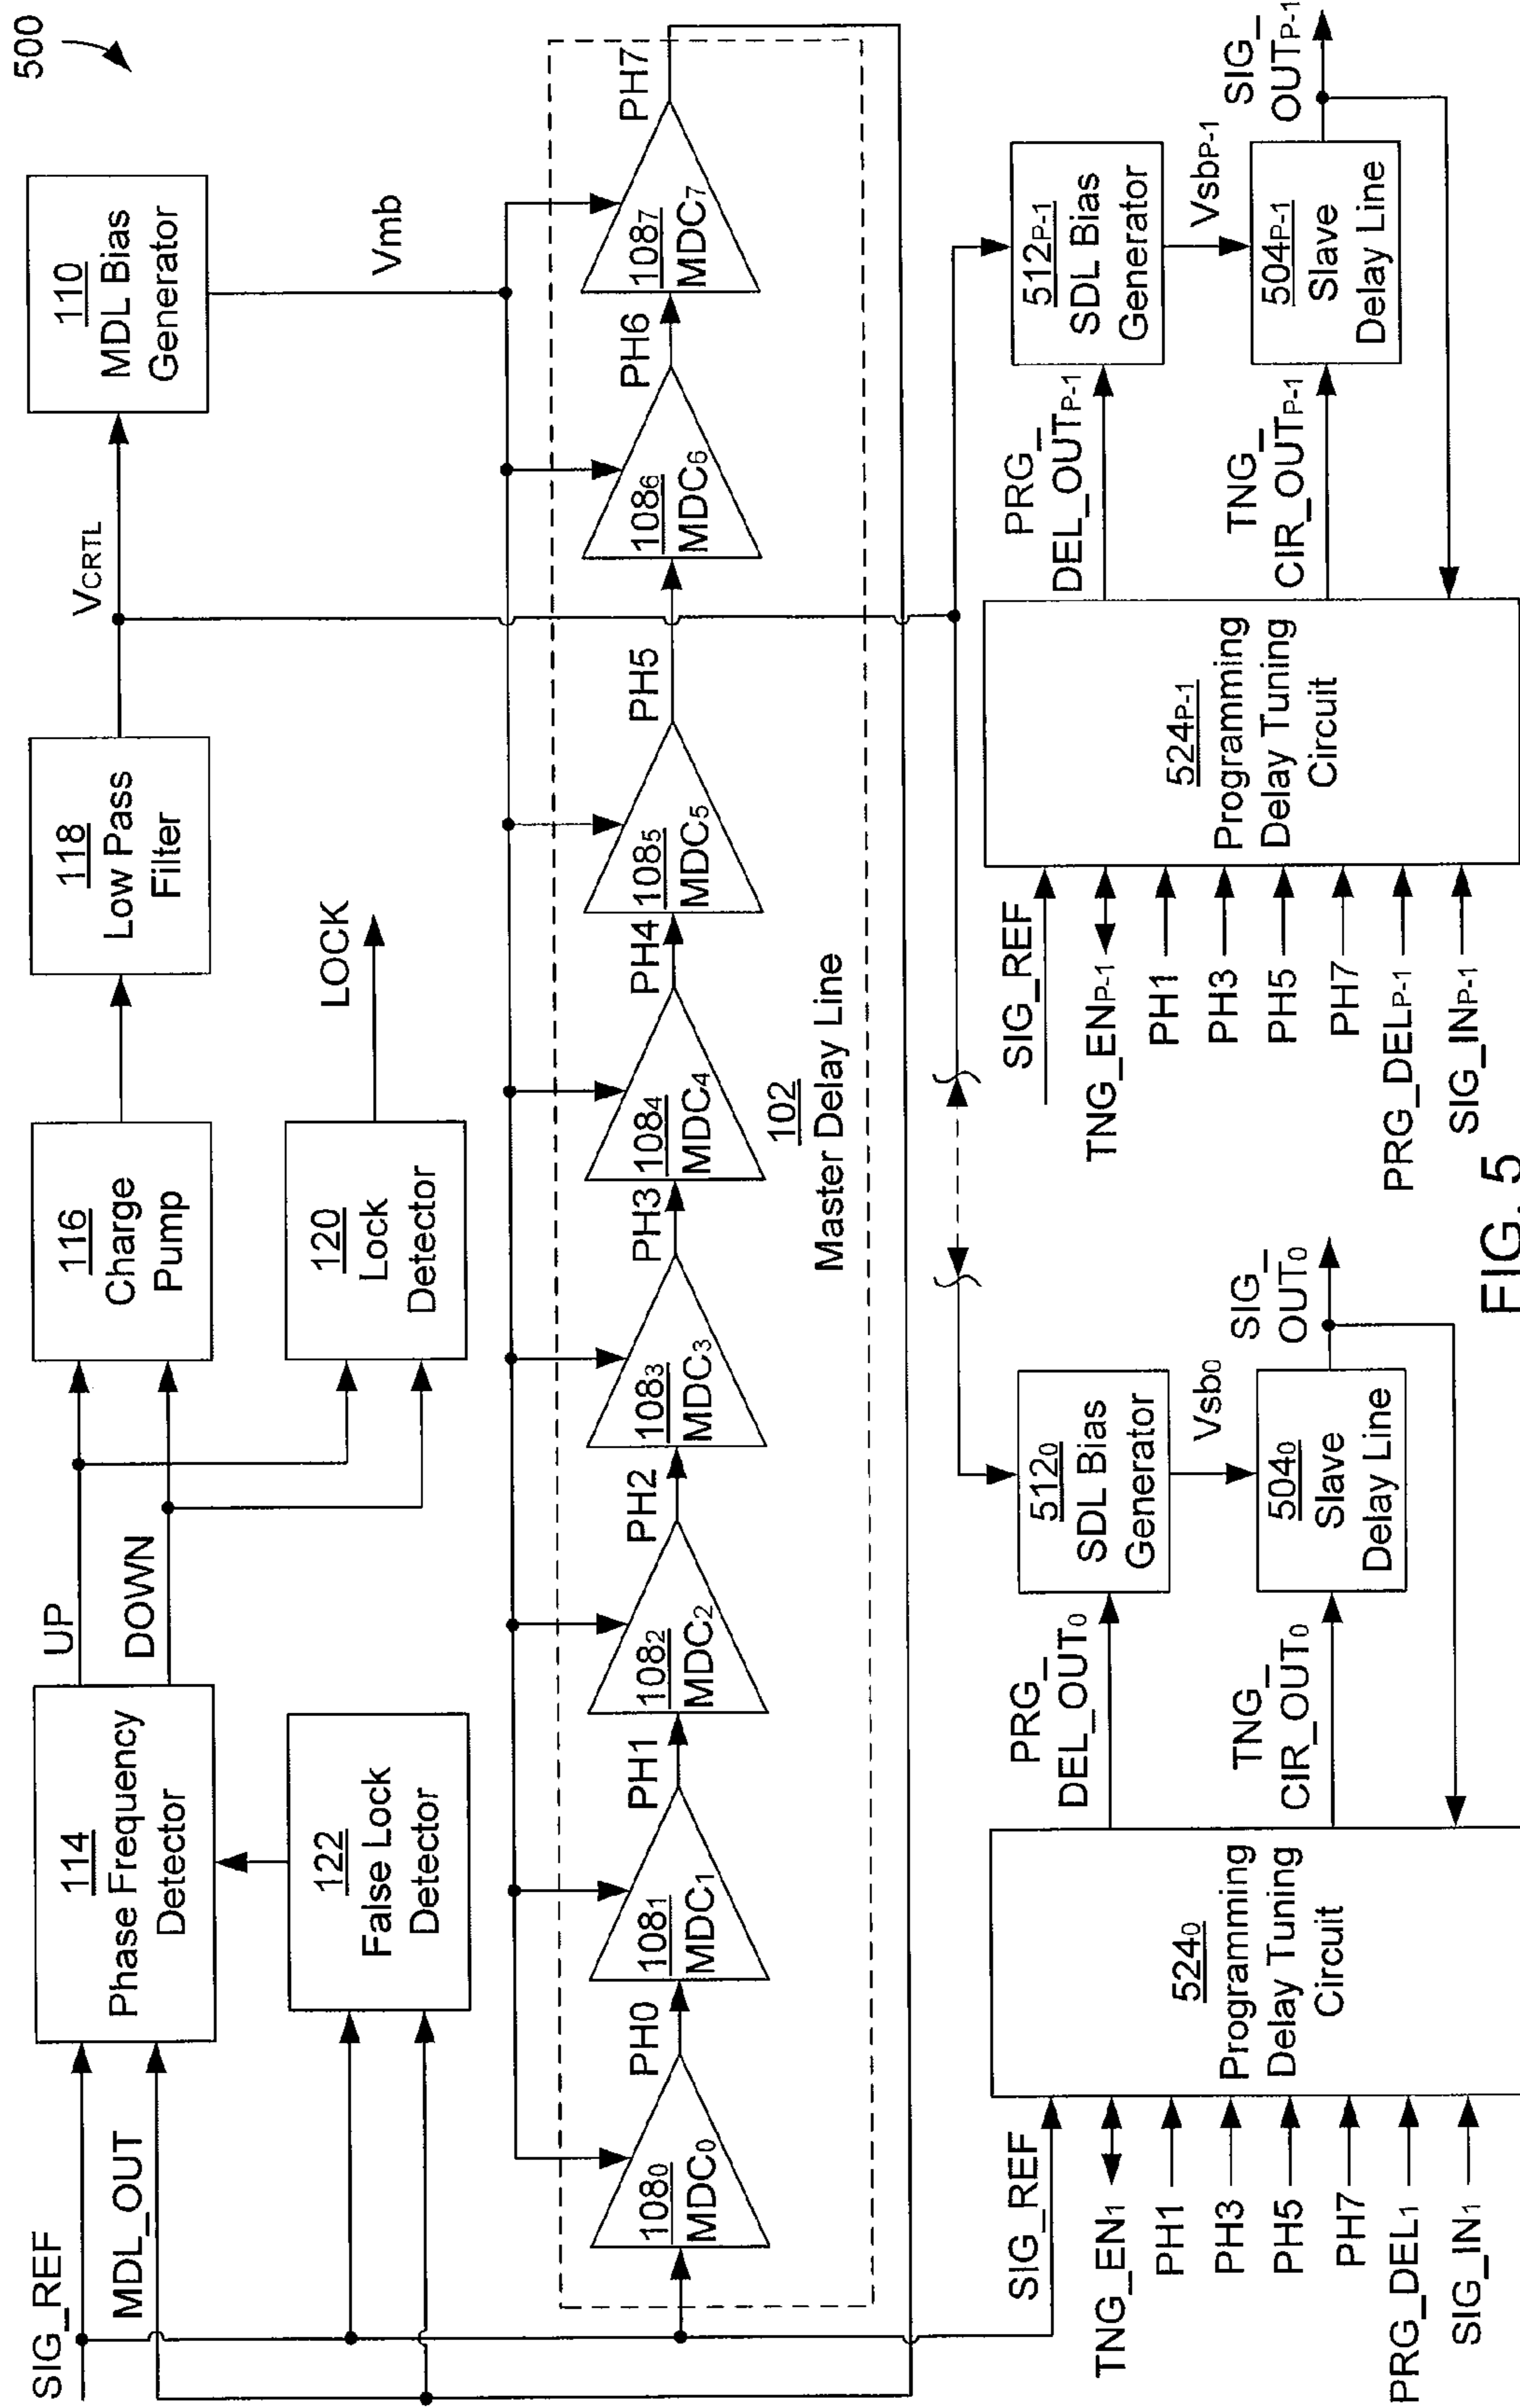 500
SIG_REF
MDL_OUT
114
Phase Frequency
Detector
UP
DOWN
116
Charge
Pump
118
Low Pass
Filter
VCRTL
110
MDL Bias
Generator
122
False Lock
Detector
120
Lock
Detector
LOCK
Vmb
1080
MDC0
PH0
1081
MDC1
PH1
1082
MDC2
PH2
1083
MDC3
PH3
1084
MDC4
PH4
1085
MDC5
PH5
1086
MDC6
PH6
1087
MDC7
PH7
102
Master Delay Line
SIG_REF
TNG_EN1
PH1
PH3
PH5
PH7
PRG_DEL1
SIG_IN1
5240
Programming
Delay Tuning
Circuit
PRG_
DEL_OUT0
TNG_
CIR_OUT0
5120
SDL Bias
Generator
Vsb0
5040
Slave
Delay Line
SIG_
OUT0
SIG_REF
TNG_ENP-1
PH1
PH3
PH5
PH7
PRG_DELP-1
SIG_INP-1
524P-1
Programming
Delay Tuning
Circuit
PRG_
DEL_OUTP-1
TNG_
CIR_OUTP-1
512P-1
SDL Bias
Generator
VsbP-1
504P-1
Slave
Delay Line
SIG_
OUTP-1
FIG. 5